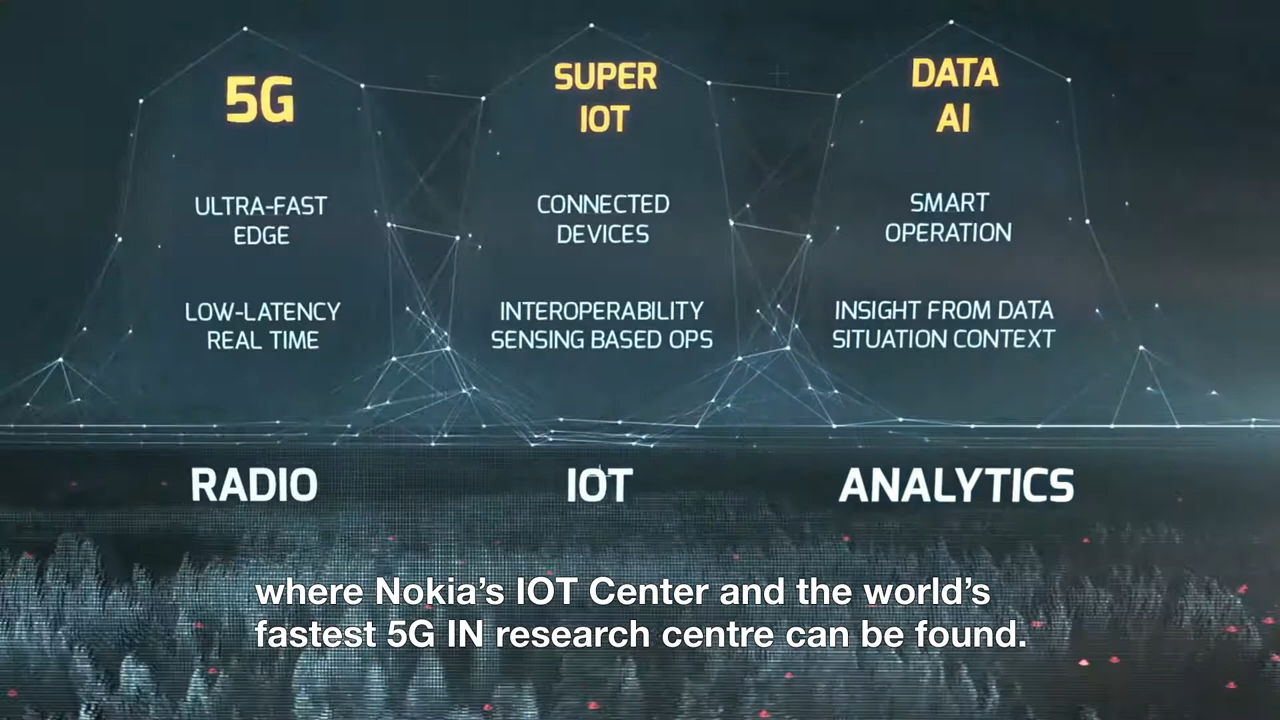 5G
ULTRA-FAST
EDGE
LOW-LATENCY
REAL TIME
RADIO
SUPER
IOT
CONNECTED
DEVICES
INTEROPERABILITY
SENSING BASED OPS
IOT
DATA
AI
SMART
OPERATION
INSIGHT FROM DATA
SITUATION CONTEXT
ANALYTICS
where Nokia’s IOT Center and the world’s
fastest 5G IN research centre can be found.